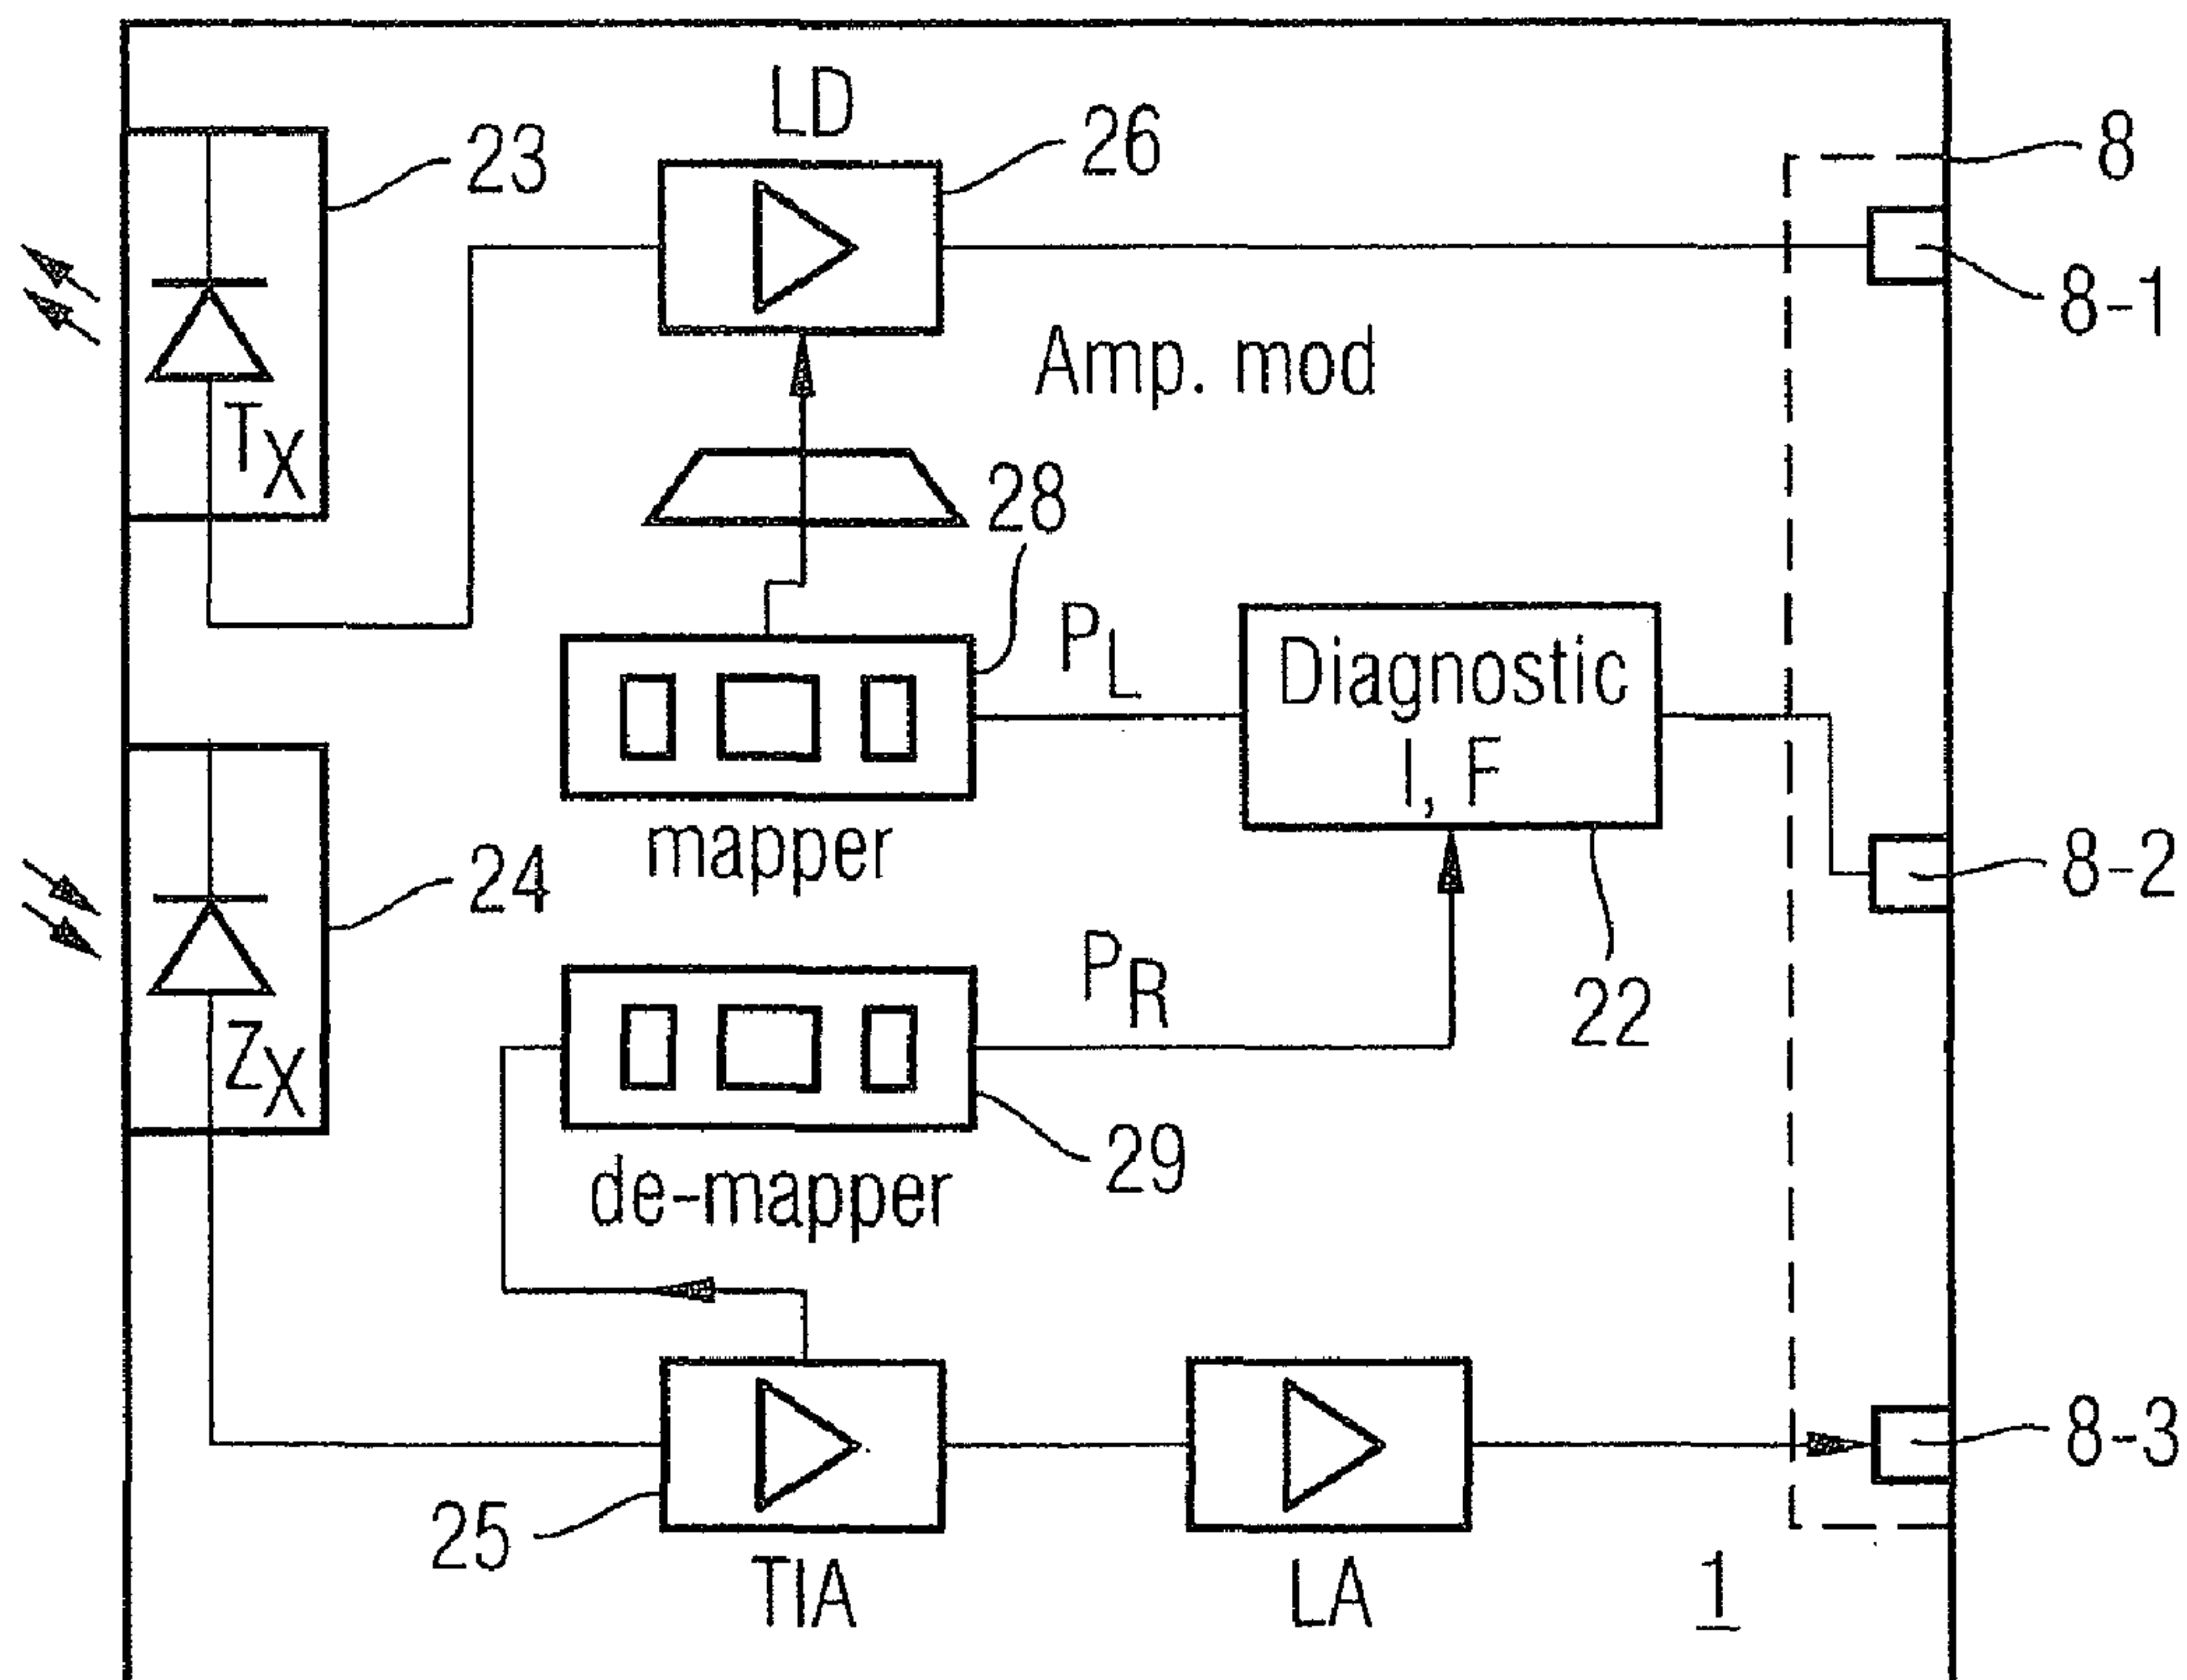 LD
23
26
8
8-1
Amp. mod
TX
28
PL
Diagnostic
I, F
mapper
24
8-2
PR
22
ZX
29
de-mapper
8-3
25
TIA
LA
1